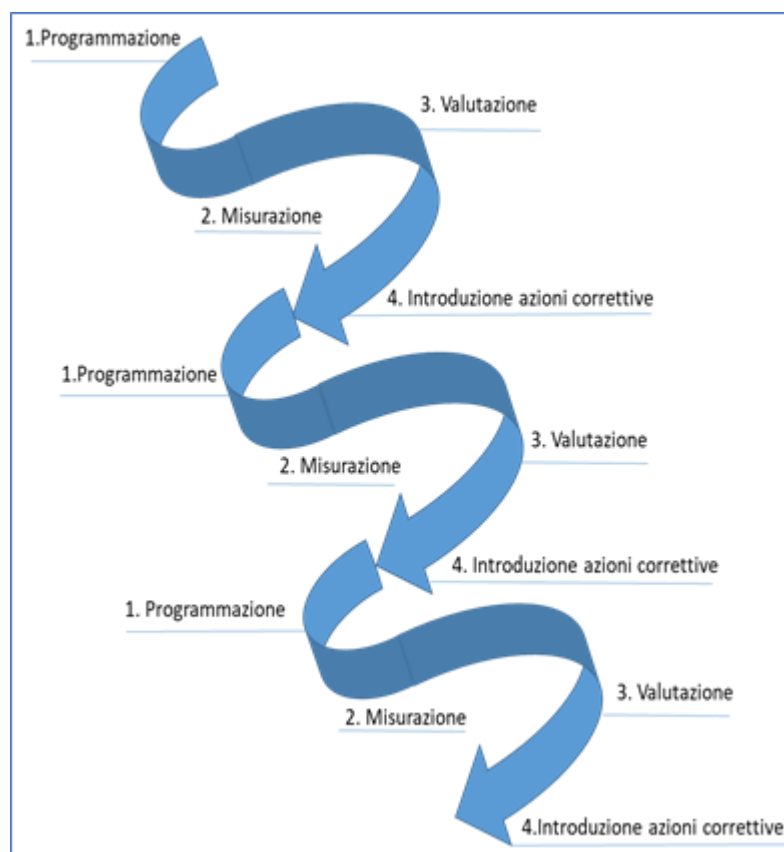 1.Programmazione
3. Valutazione
2. Misurazione
4. Introduzione azioni correttive
1.Programmazione
3. Valutazione
2. Misurazione
4. Introduzione azioni correttive
1. Programmazione
3. Valutazione
2. Misurazione
4.Introduzione azioni correttive